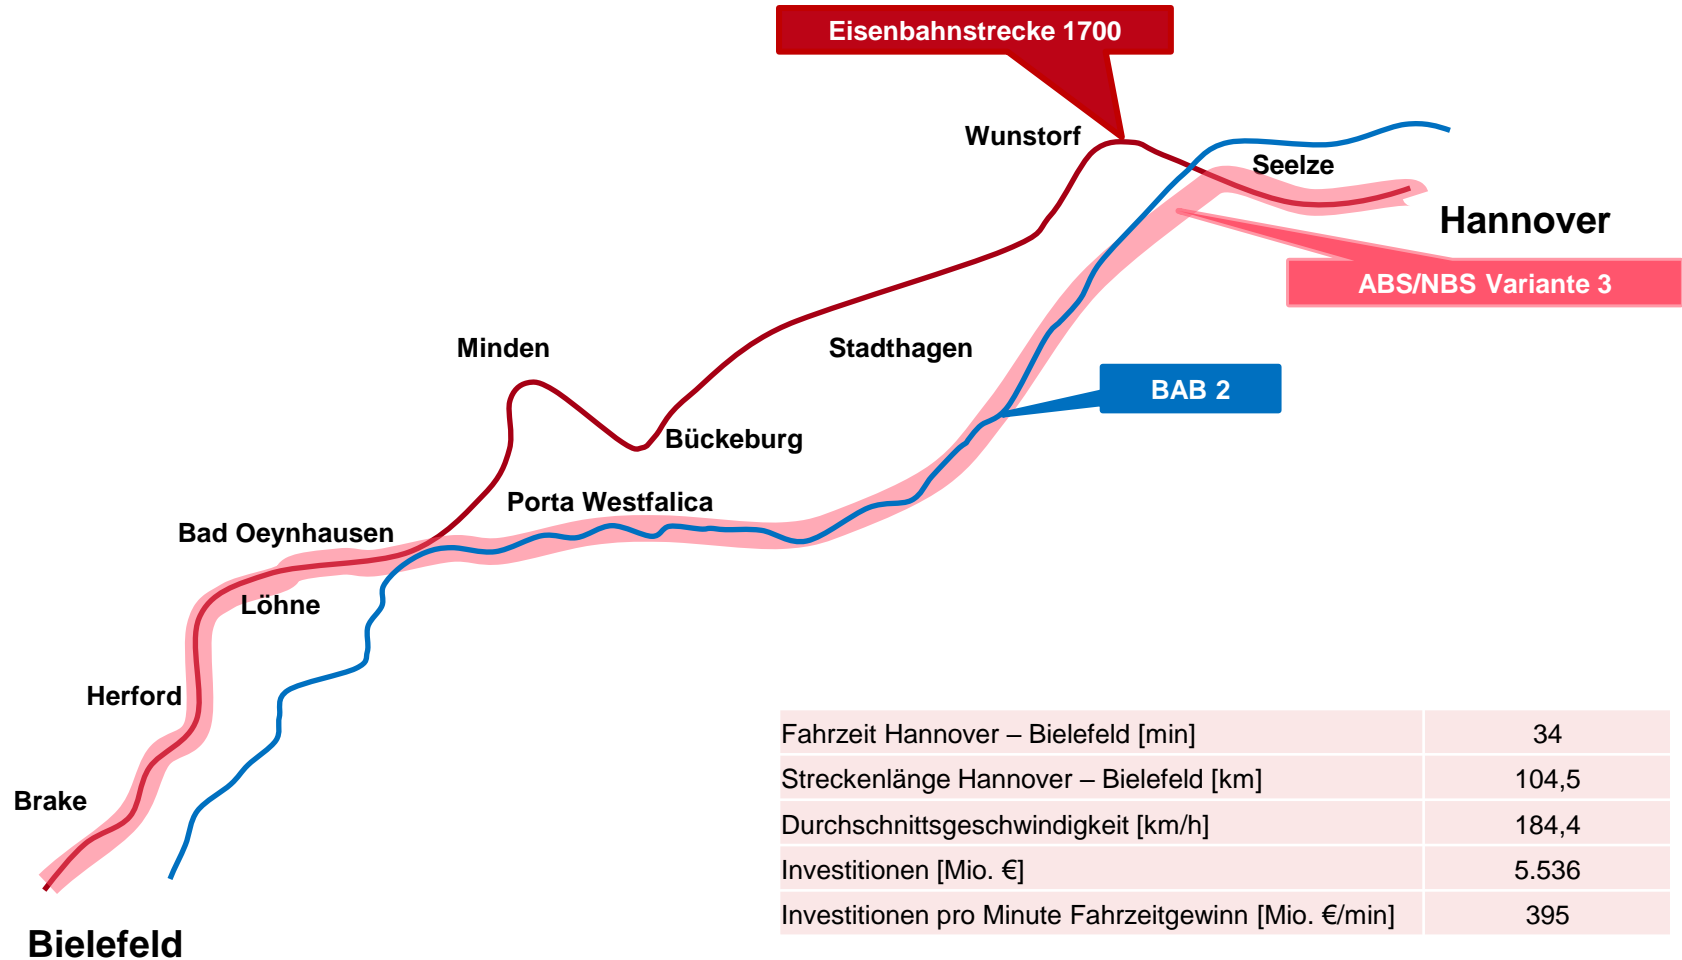 Eisenbahnstrecke 1700
Wunstorf
Seelze
Hannover
ABS/NBS Variante 3
Minden
Stadthagen
BAB 2
Bückeburg
Porta Westfalica
Bad Oeynhausen
Löhne
Herford
Brake
Bielefeld
Fahrzeit Hannover – Bielefeld [min] 34
Streckenlänge Hannover – Bielefeld [km] 104,5
Durchschnittsgeschwindigkeit [km/h] 184,4
Investitionen [Mio. €] 5.536
Investitionen pro Minute Fahrzeitgewinn [Mio. €/min] 395